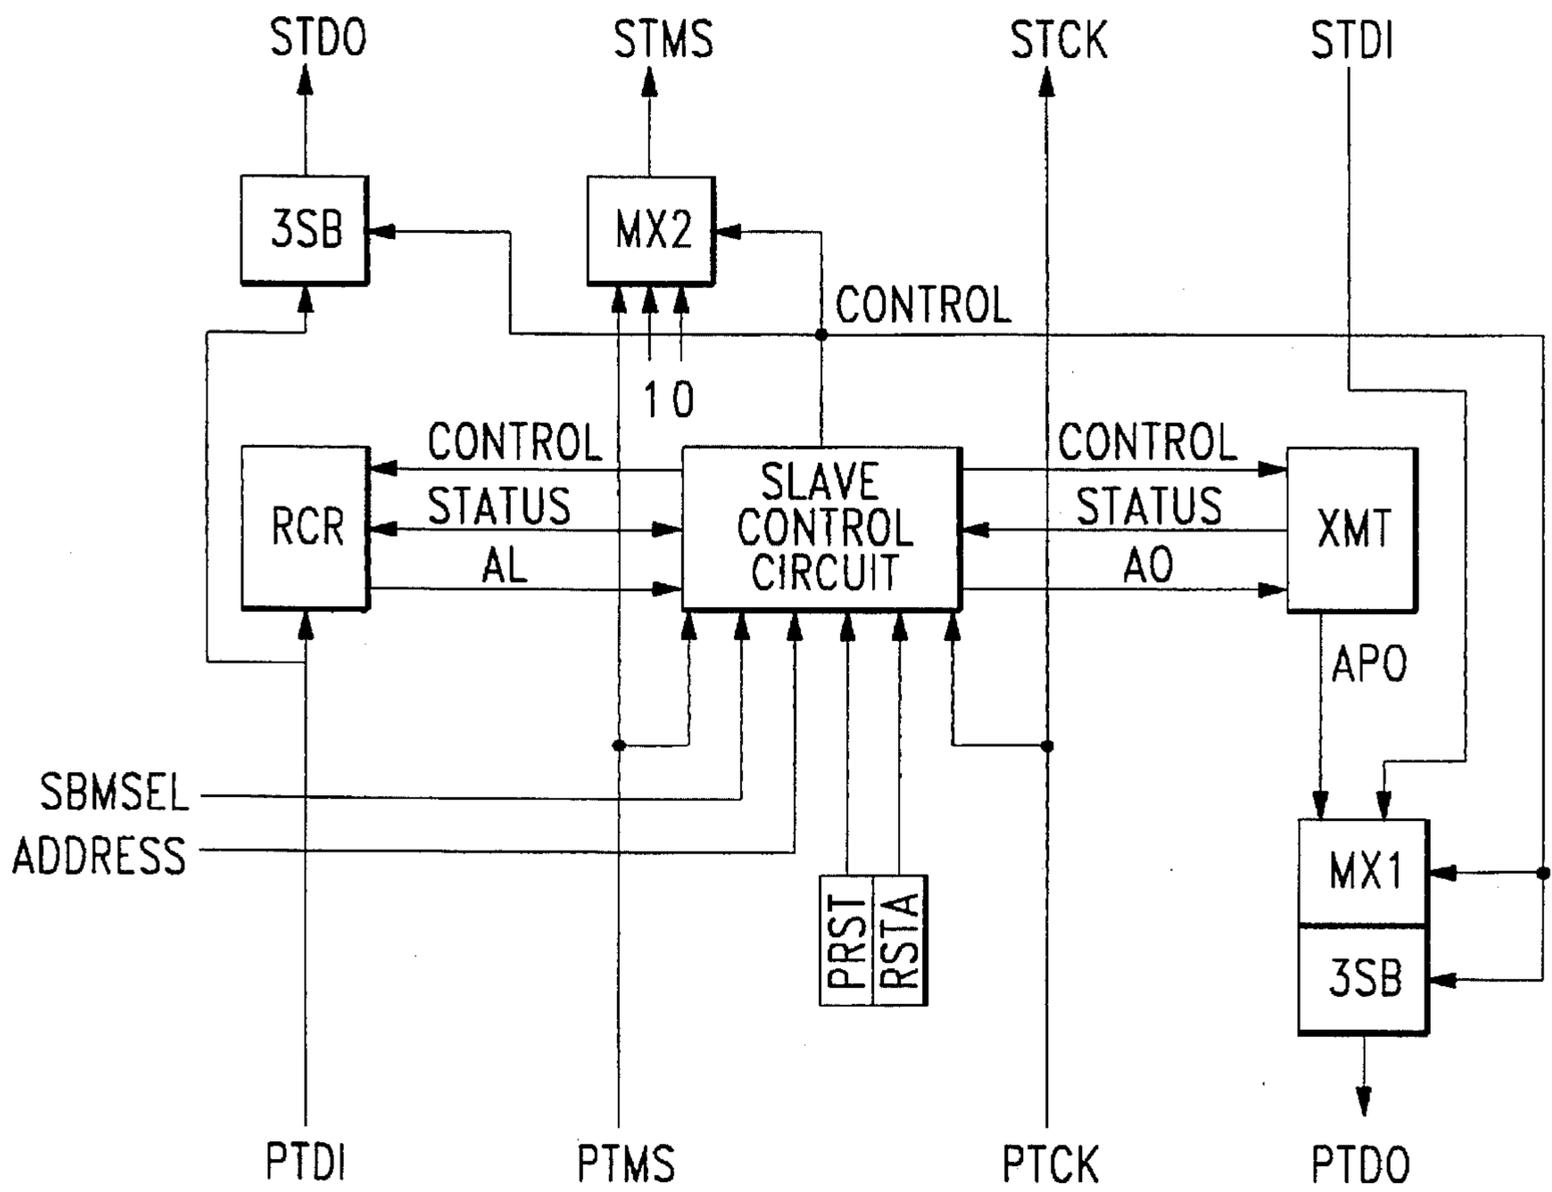 STDO STMS STCK STDI
3SB MX2
CONTROL
1 0
CONTROL CONTROL
RCR STATUS SLAVE CONTROL CIRCUIT STATUS XMT
AL AO
APO
SBMSEL
ADDRESS
PRST RSTA
MX1
3SB
PTDI PTMS PTCK PTDO